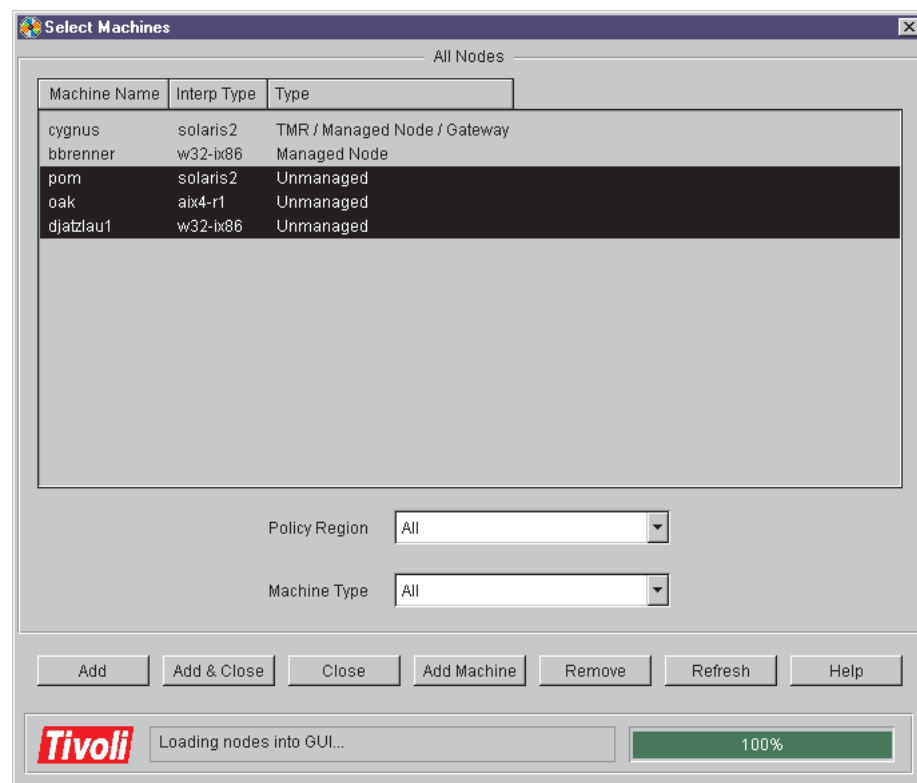 Select Machines
All Nodes
Machine Name Interp Type Type
cygnus solaris2 TMR / Managed Node / Gateway
bbrenner w32-ix86 Managed Node
pom solaris2 Unmanaged
oak aix4-r1 Unmanaged
djatzlau1 w32-ix86 Unmanaged
Policy Region All
Machine Type All
Add Add & Close Close Add Machine Remove Refresh Help
Tivoli Loading nodes into GUI... 100%